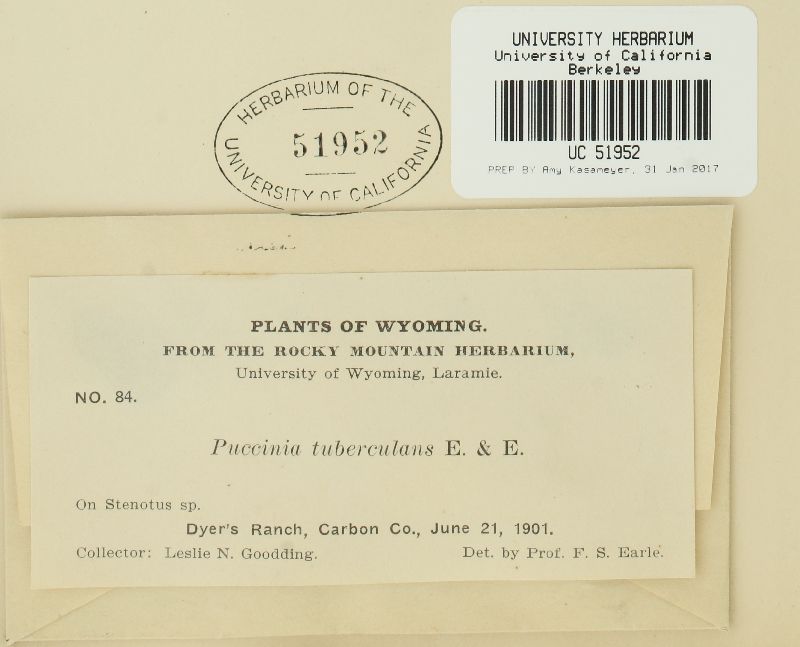 UNIVERSITY HERBARIUM
University of California
Berkeley
UC 51952
PREP BY Amy Kasameyer, 31 Jan 2017
HERBARIUM OF THE
51952
UNIVERSITY OF CALIFORNIA
PLANTS OF WYOMING.
FROM THE ROCKY MOUNTAIN HERBARIUM,
University of Wyoming, Laramie.
NO. 84.
Puccinia tuberculans E. & E.
On Stenotus sp.
Dyer's Ranch, Carbon Co., June 21, 1901.
Collector: Leslie N. Goodding. Det. by Prof. F. S. Earle.